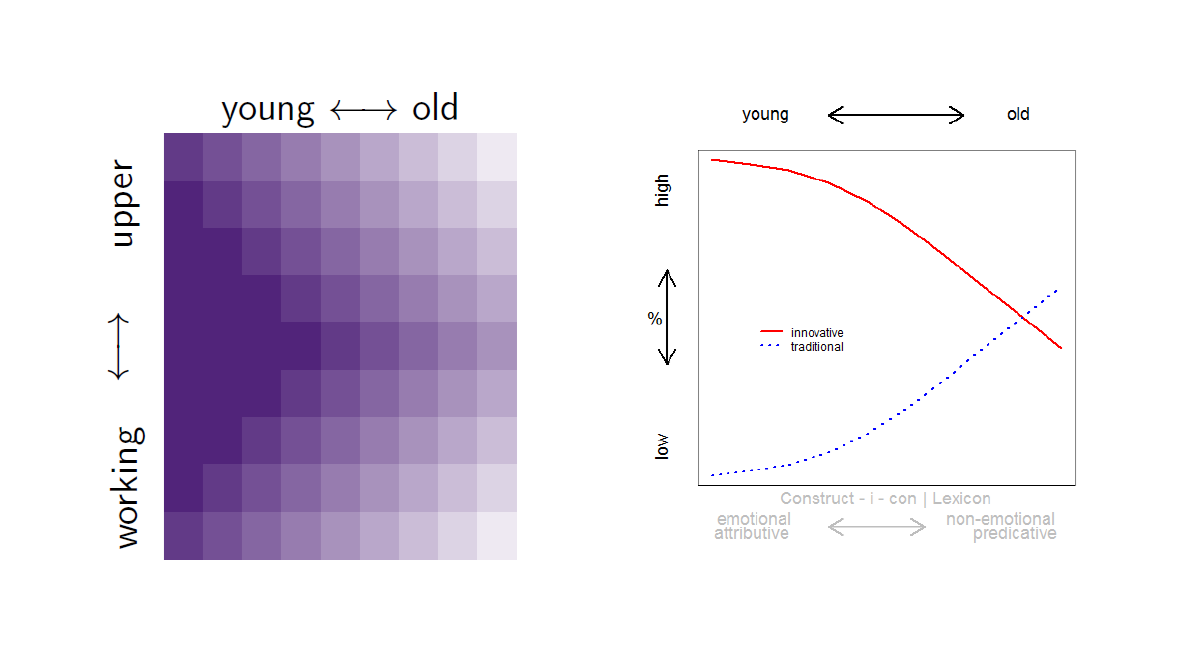 young ⟷ old
upper
⟷
working
young ⟷ old
high
⟷
%
low
innovative
traditional
Construct - i - con | Lexicon
emotional ⟷ non-emotional
attributive predicative